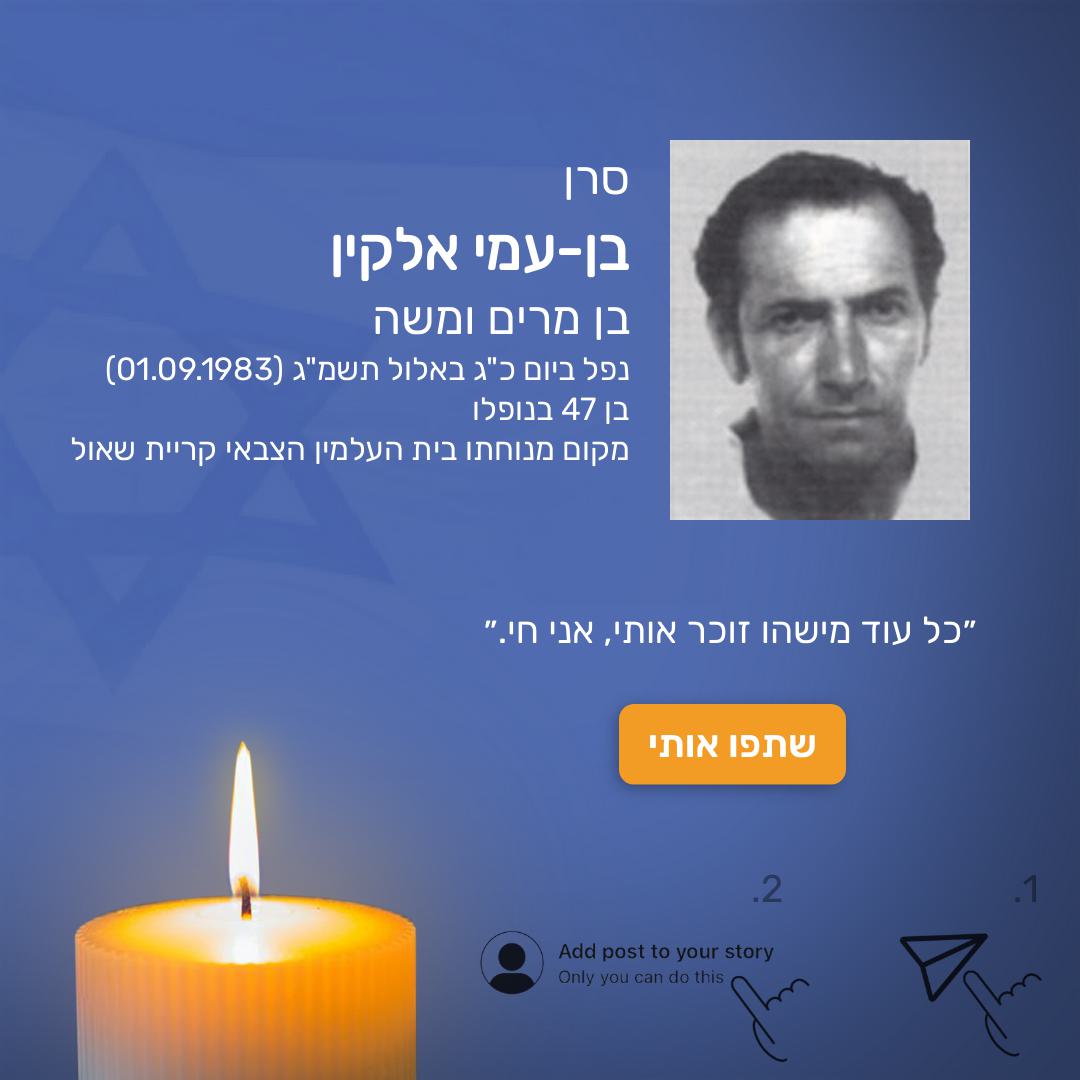 סרן
בן-עמי אלקין
בן מרים ומשה
נפל ביום כ"ג באלול תשמ"ג (01.09.1983)
בן 47 בנופלו
מקום מנוחתו בית העלמין הצבאי קריית שאול
״כל עוד מישהו זוכר אותי, אני חי.״
שתפו אותי
.1
.2
Add post to your story
Only you can do this